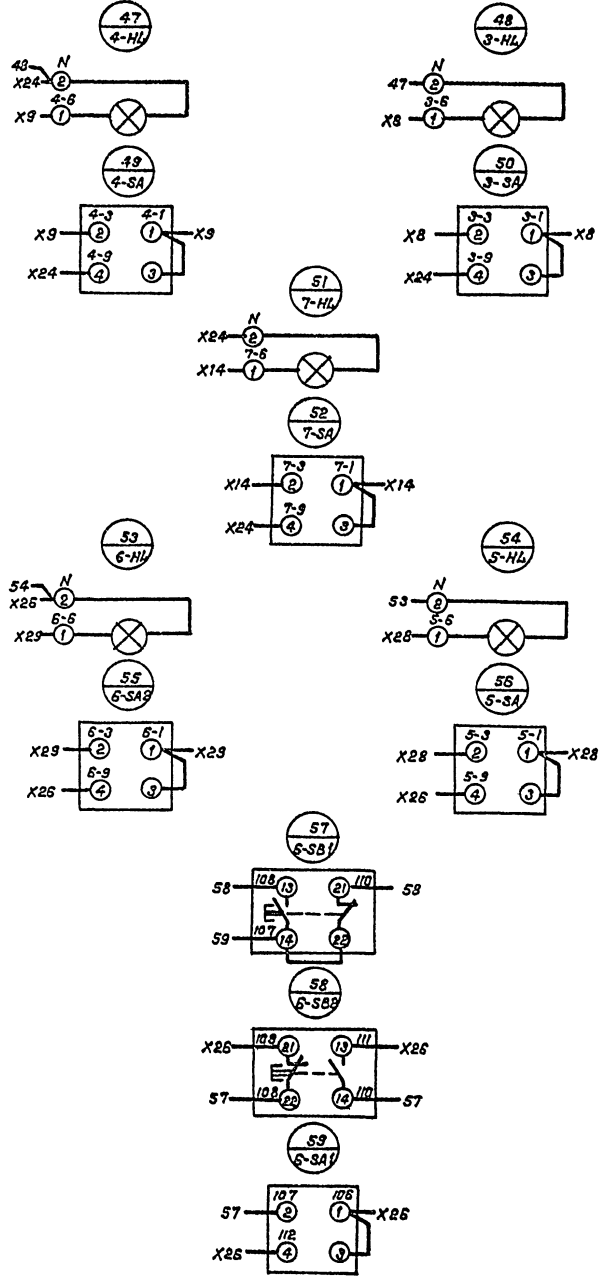 47
4-HL
48
3-HL
43
N
X24 2
4-6
X9 1
N
47 2
3-6
X8 1
49
4-SA
50
3-SA
4-3 4-1
X9 2 1 X9
4-9
X24 4 3
3-3 3-1
X8 2 1 X8
3-9
X24 4 3
51
7-HL
N
X24 2
7-6
X14 1
52
7-SA
7-3 7-1
X14 2 1 X14
7-9
X24 4 3
53
6-HL
54
5-HL
54 N
X26 2
6-6
X29 1
N
53 2
5-6
X28 1
55
6-SA2
56
5-SA
6-3 6-1
X29 2 1 X29
6-9
X26 4 3
5-3 5-1
X28 2 1 X28
5-9
X26 4 3
57
6-SB1
58 108 13 21 110 58
59 107 14 22
58
6-SB2
X26 109 21 13 111 X26
57 108 22 14 110 57
59
6-SA1
107 106
57 2 1 X26
112
X26 4 3